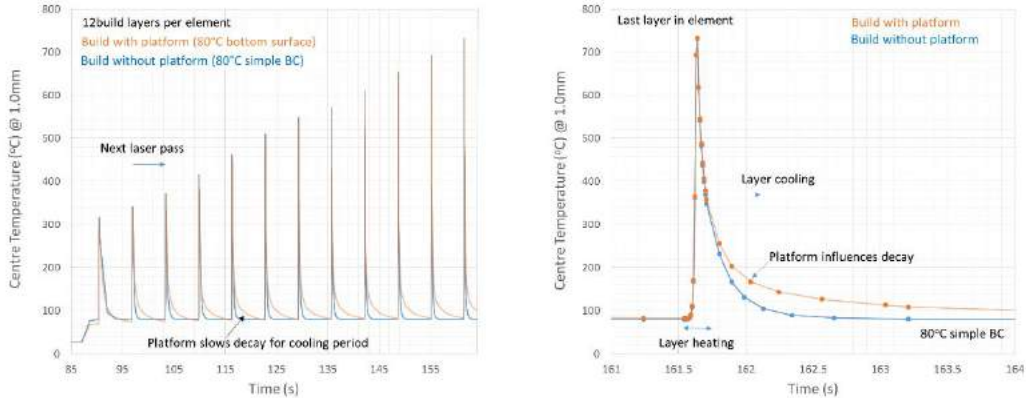 12build layers per element
Build with platform (80°C bottom surface)
Build without platform (80°C simple BC)
Next laser pass
Platform slows decay for cooling period
Centre Temperature (°C) @ 1.0mm
800
700
600
500
400
300
200
100
0
85
95
105
115
125
135
145
155
Time (s)
Last layer in element
Build with platform
Build without platform
Layer cooling
Platform influences decay
Layer heating
80°C simple BC
Centre Temperature (°C) @ 1.0mm
800
700
600
500
400
300
200
100
0
161
161.5
162
162.5
163
163.5
164
Time (s)